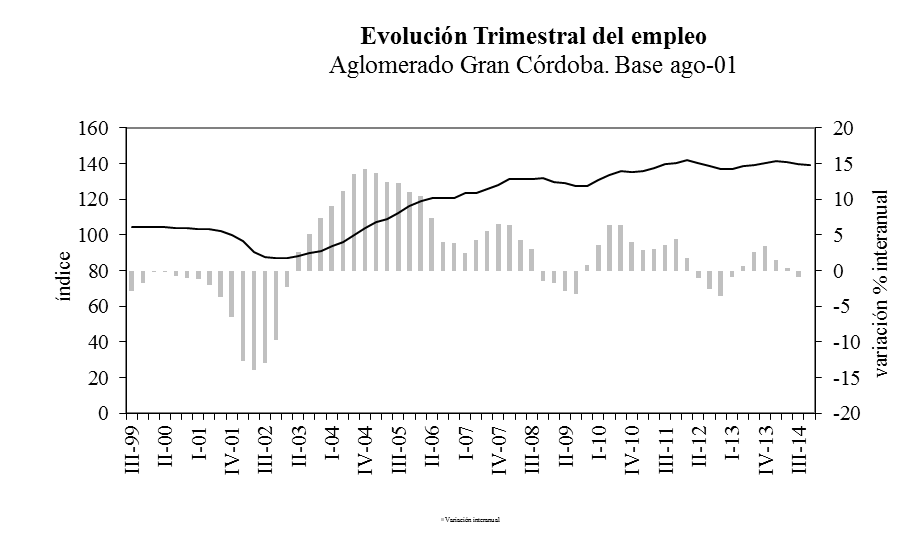 Evolución Trimestral del empleo
Aglomerado Gran Córdoba. Base ago-01
índice
160
140
120
100
80
60
40
20
0
20
15
10
5
0
-5
-10
-15
-20
variación % interanual
III-99
II-00
I-01
IV-01
III-02
II-03
I-04
IV-04
III-05
II-06
I-07
IV-07
III-08
II-09
I-10
IV-10
III-11
II-12
I-13
IV-13
III-14
Variación interanual